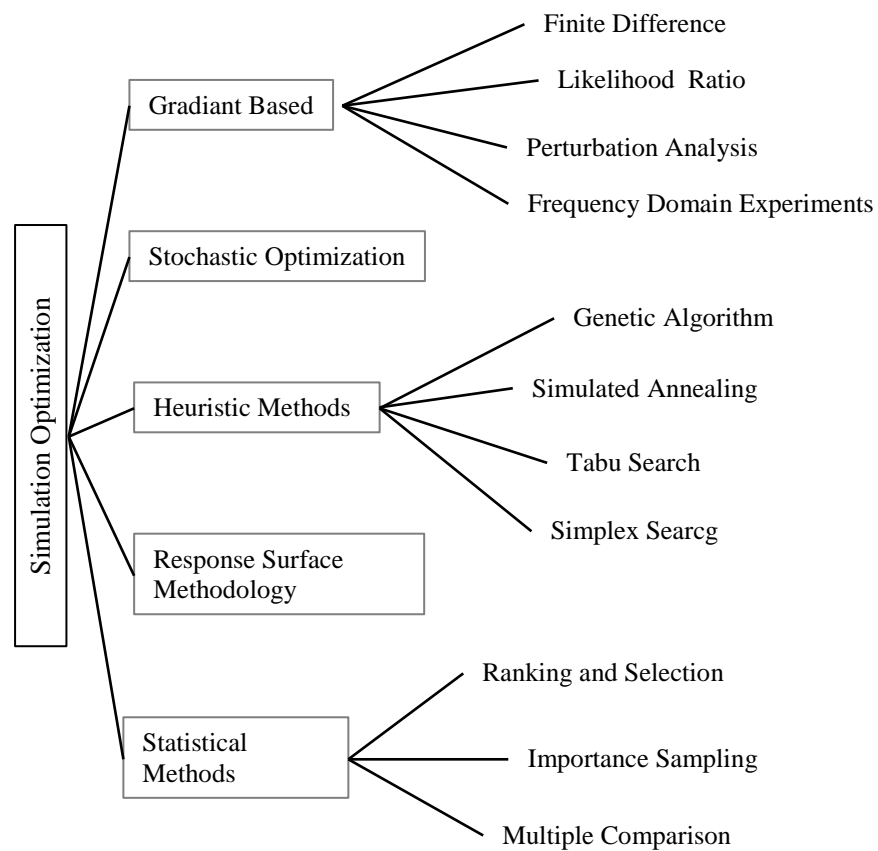 Simulation Optimization
Gradiant Based
Finite Difference
Likelihood Ratio
Perturbation Analysis
Frequency Domain Experiments
Stochastic Optimization
Heuristic Methods
Genetic Algorithm
Simulated Annealing
Tabu Search
Simplex Searcg
Response Surface
Methodology
Statistical
Methods
Ranking and Selection
Importance Sampling
Multiple Comparison